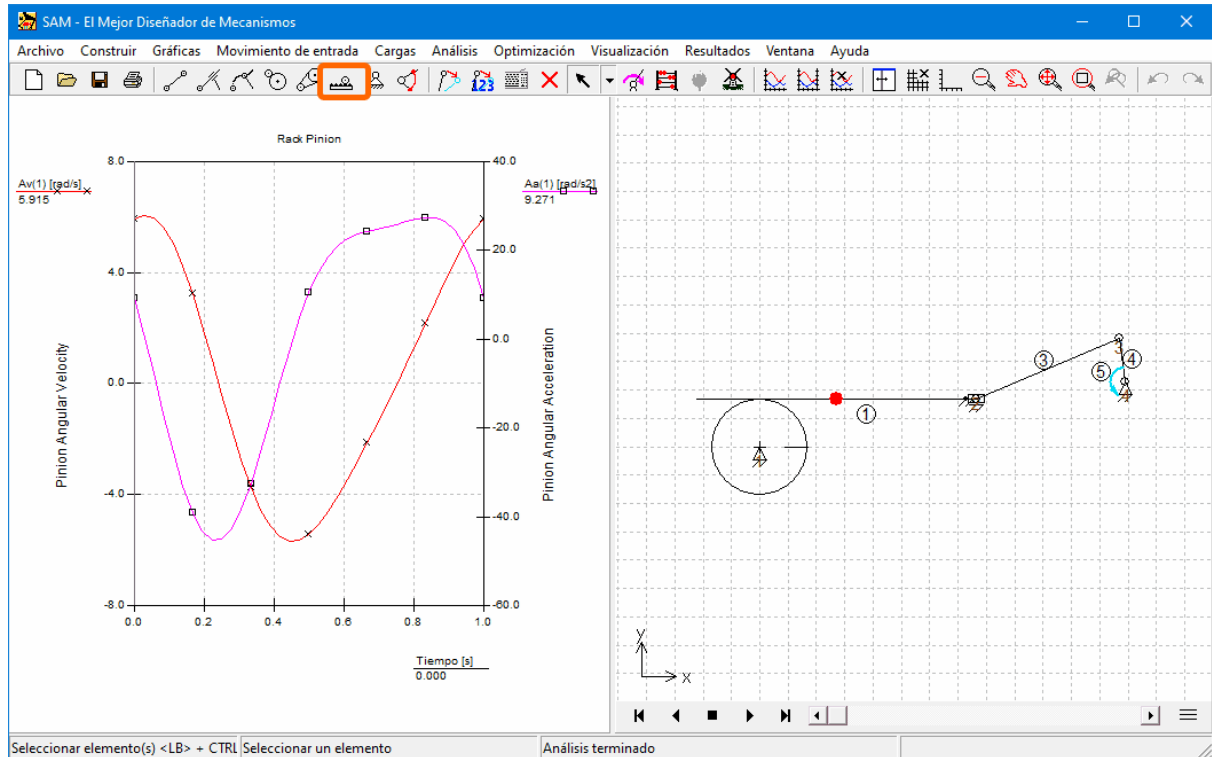 SAM - El Mejor Diseñador de Mecanismos
Archivo Construir Gráficas Movimiento de entrada Cargas Análisis Optimización Visualización Resultados Ventana Ayuda
123
Rack Pinion
Av(1) [rad/s]
5.915
8.0
4.0
0.0
-4.0
-8.0
Pinion Angular Velocity
40.0
20.0
0.0
-20.0
-40.0
-60.0
Aa(1) [rad/s2]
9.271
Pinion Angular Acceleration
0.0 0.2 0.4 0.6 0.8 1.0
Tiempo [s]
0.000
1
3
3
4
5
y
x
Seleccionar elemento(s) <LB> + CTRL Seleccionar un elemento Análisis terminado